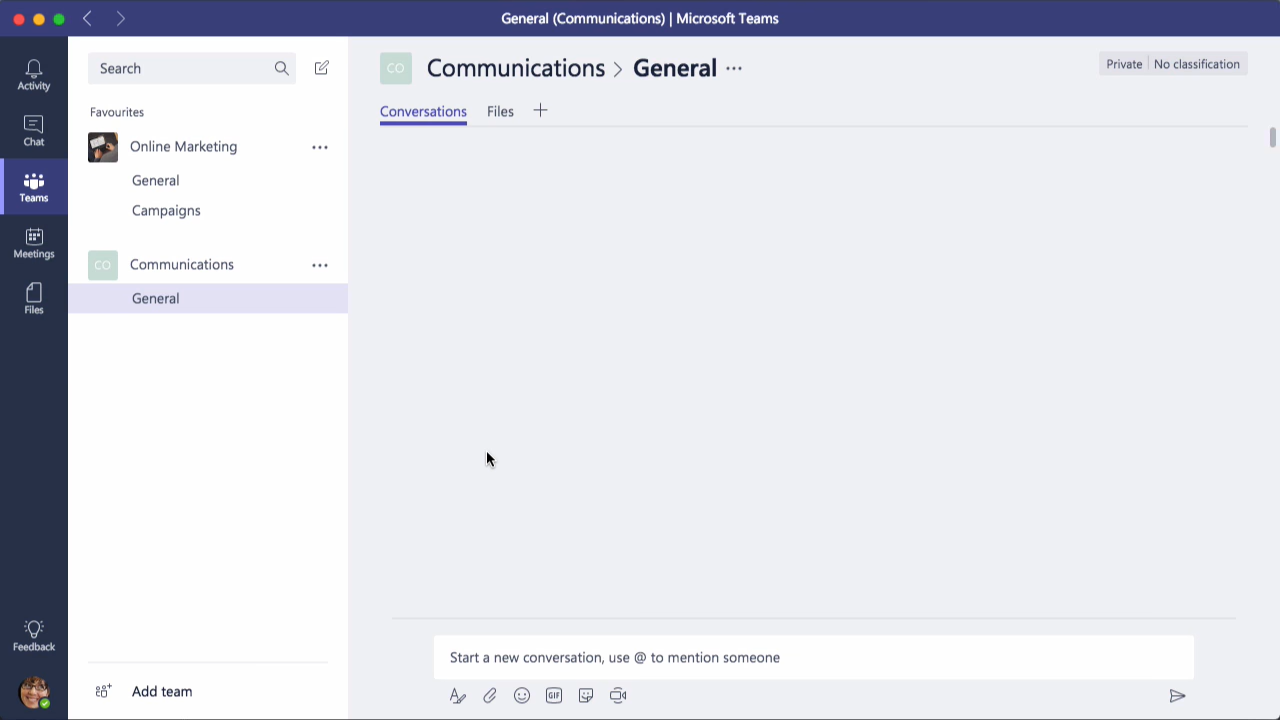 General (Communications) | Microsoft Teams
Activity
Chat
Teams
Meetings
Files
Feedback
Search
Favourites
Online Marketing
General
Campaigns
CO Communications
General
Add team
CO Communications > General
Private No classification
Conversations Files
Start a new conversation, use @ to mention someone
GIF